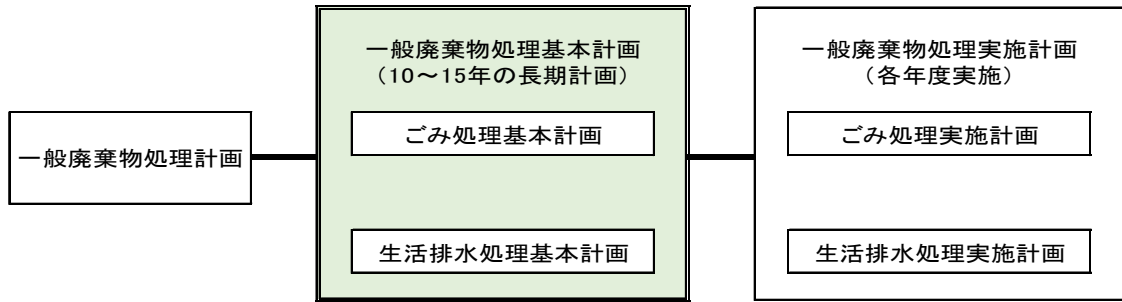 一般廃棄物処理計画
一般廃棄物処理基本計画
（10～15年の長期計画）
ごみ処理基本計画
生活排水処理基本計画
一般廃棄物処理実施計画
（各年度実施）
ごみ処理実施計画
生活排水処理実施計画